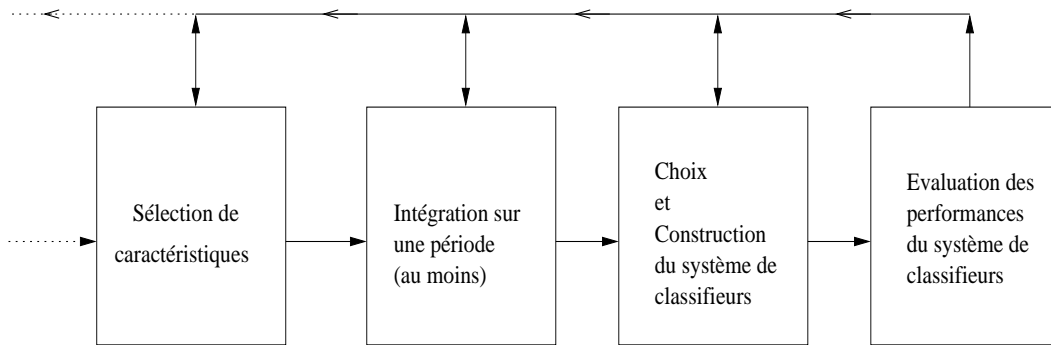 Sélection de
caractéristiques
Intégration sur
une période
(au moins)
Choix
et
Construction
du système de
classifieurs
Evaluation des
performances
du système de
classifieurs